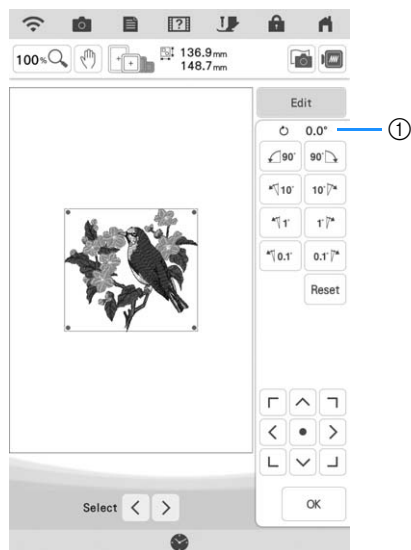 100% 136.9mm
148.7mm
Edit
0.0° ①
90° 90°
10° 10°
1° 1°
0.1° 0.1°
Reset
Select
OK